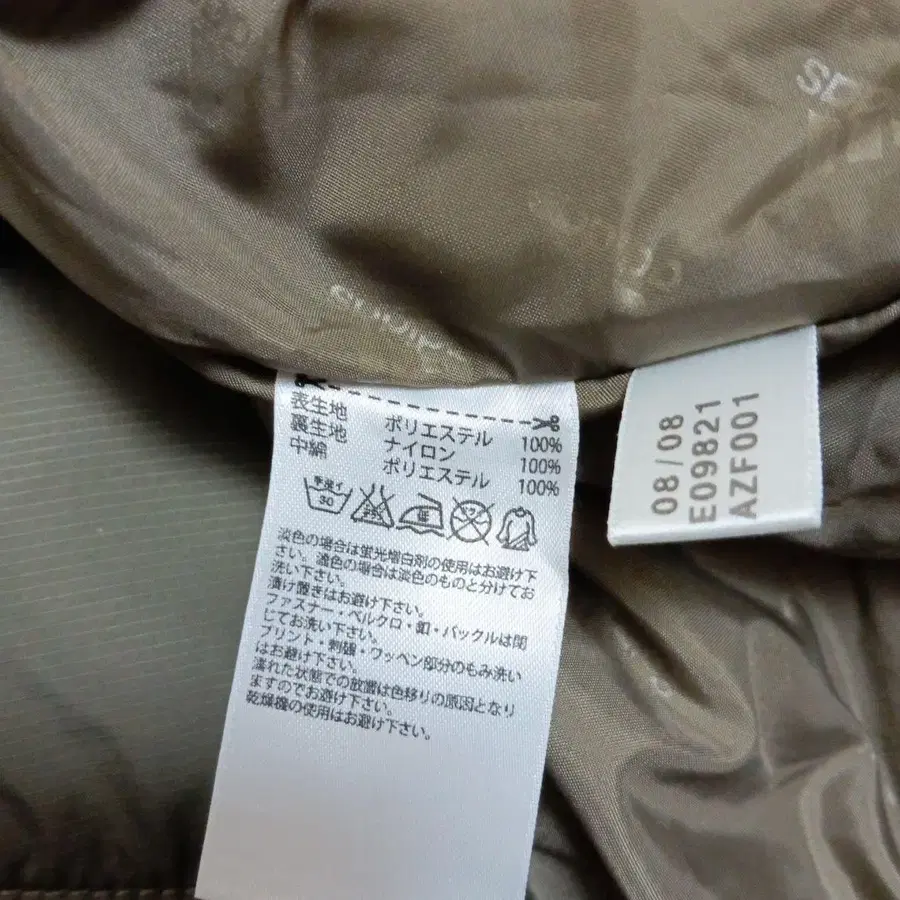 表生地 ポリエステル 100%
裏生地 ナイロン 100%
中綿 ポリエステル 100%
手洗イ
30
淡色の場合は蛍光増白剤の使用はお避け下
さい。濃色の場合は淡色のものと分けてお
洗い下さい。
漬け置きはお避け下さい。
ファスナー・ベルクロ・釦・バックルは閉
じてお洗い下さい。
プリント・刺繍・ワッペン部分のもみ洗い
はお避け下さい。
濡れた状態での放置は色移りの原因となり
ますのでお避け下さい。
乾燥機の使用はお避け下さい。
08/08
E09821
AZF001